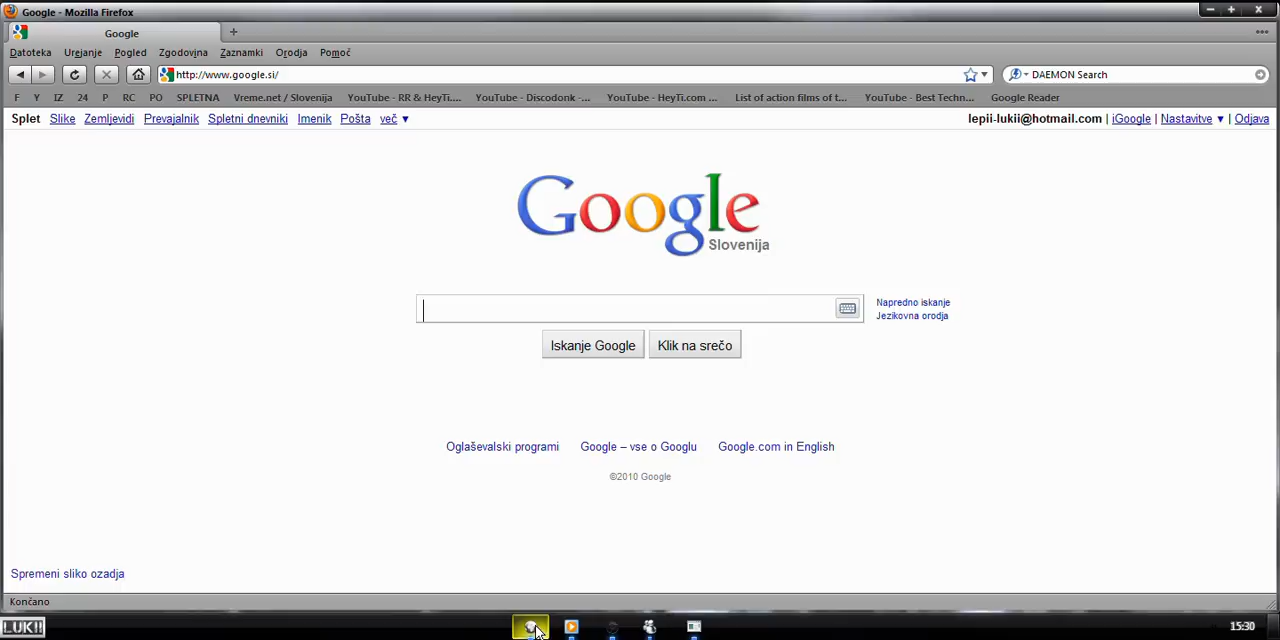 Google - Mozilla Firefox
Google
Datoteka Urejanje Pogled Zgodovina Zaznamki Orodja Pomoč
http://www.google.si/ DAEMON Search
F Y IZ 24 P RC PO SPLETNA Vreme.net / Slovenija YouTube - RR & HeyTi.... YouTube - Discodonk -... YouTube - HeyTi.com ... List of action films of t... YouTube - Best Techn... Google Reader
Splet Slike Zemljevidi Prevajalnik Spletni dnevniki Imenik Pošta več ▼ lepii-lukii@hotmail.com | iGoogle | Nastavitve ▼ | Odjava
Google
Slovenija
Napredno iskanje
Jezikovna orodja
Iskanje Google Klik na srečo
Oglaševalski programi Google – vse o Googlu Google.com in English
©2010 Google
Spremeni sliko ozadja
Končano
LUKII 15:30